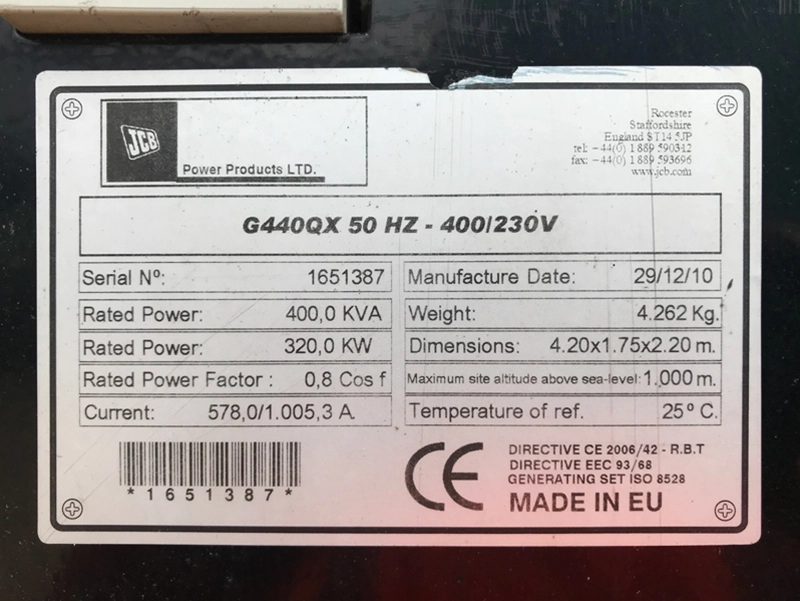 JCB
Power Products LTD.
Rocester
Staffordshire
England ST14 5JP
tel: -44(0) 1 889 590312
fax: -44(0) 1 889 593696
www.jcb.com
G440QX 50 HZ - 400/230V
Serial Nº: 1651387
Manufacture Date: 29/12/10
Rated Power: 400,0 KVA
Weight: 4.262 Kg.
Rated Power: 320,0 KW
Dimensions: 4.20x1.75x2.20 m.
Rated Power Factor : 0,8 Cos f
Maximum site altitude above sea-level: 1.000 m.
Current: 578,0/1.005,3 A
Temperature of ref. 25º C.
*1651387*
CE
DIRECTIVE CE 2006/42 - R.B.T
DIRECTIVE EEC 93/68
GENERATING SET ISO 8528
MADE IN EU